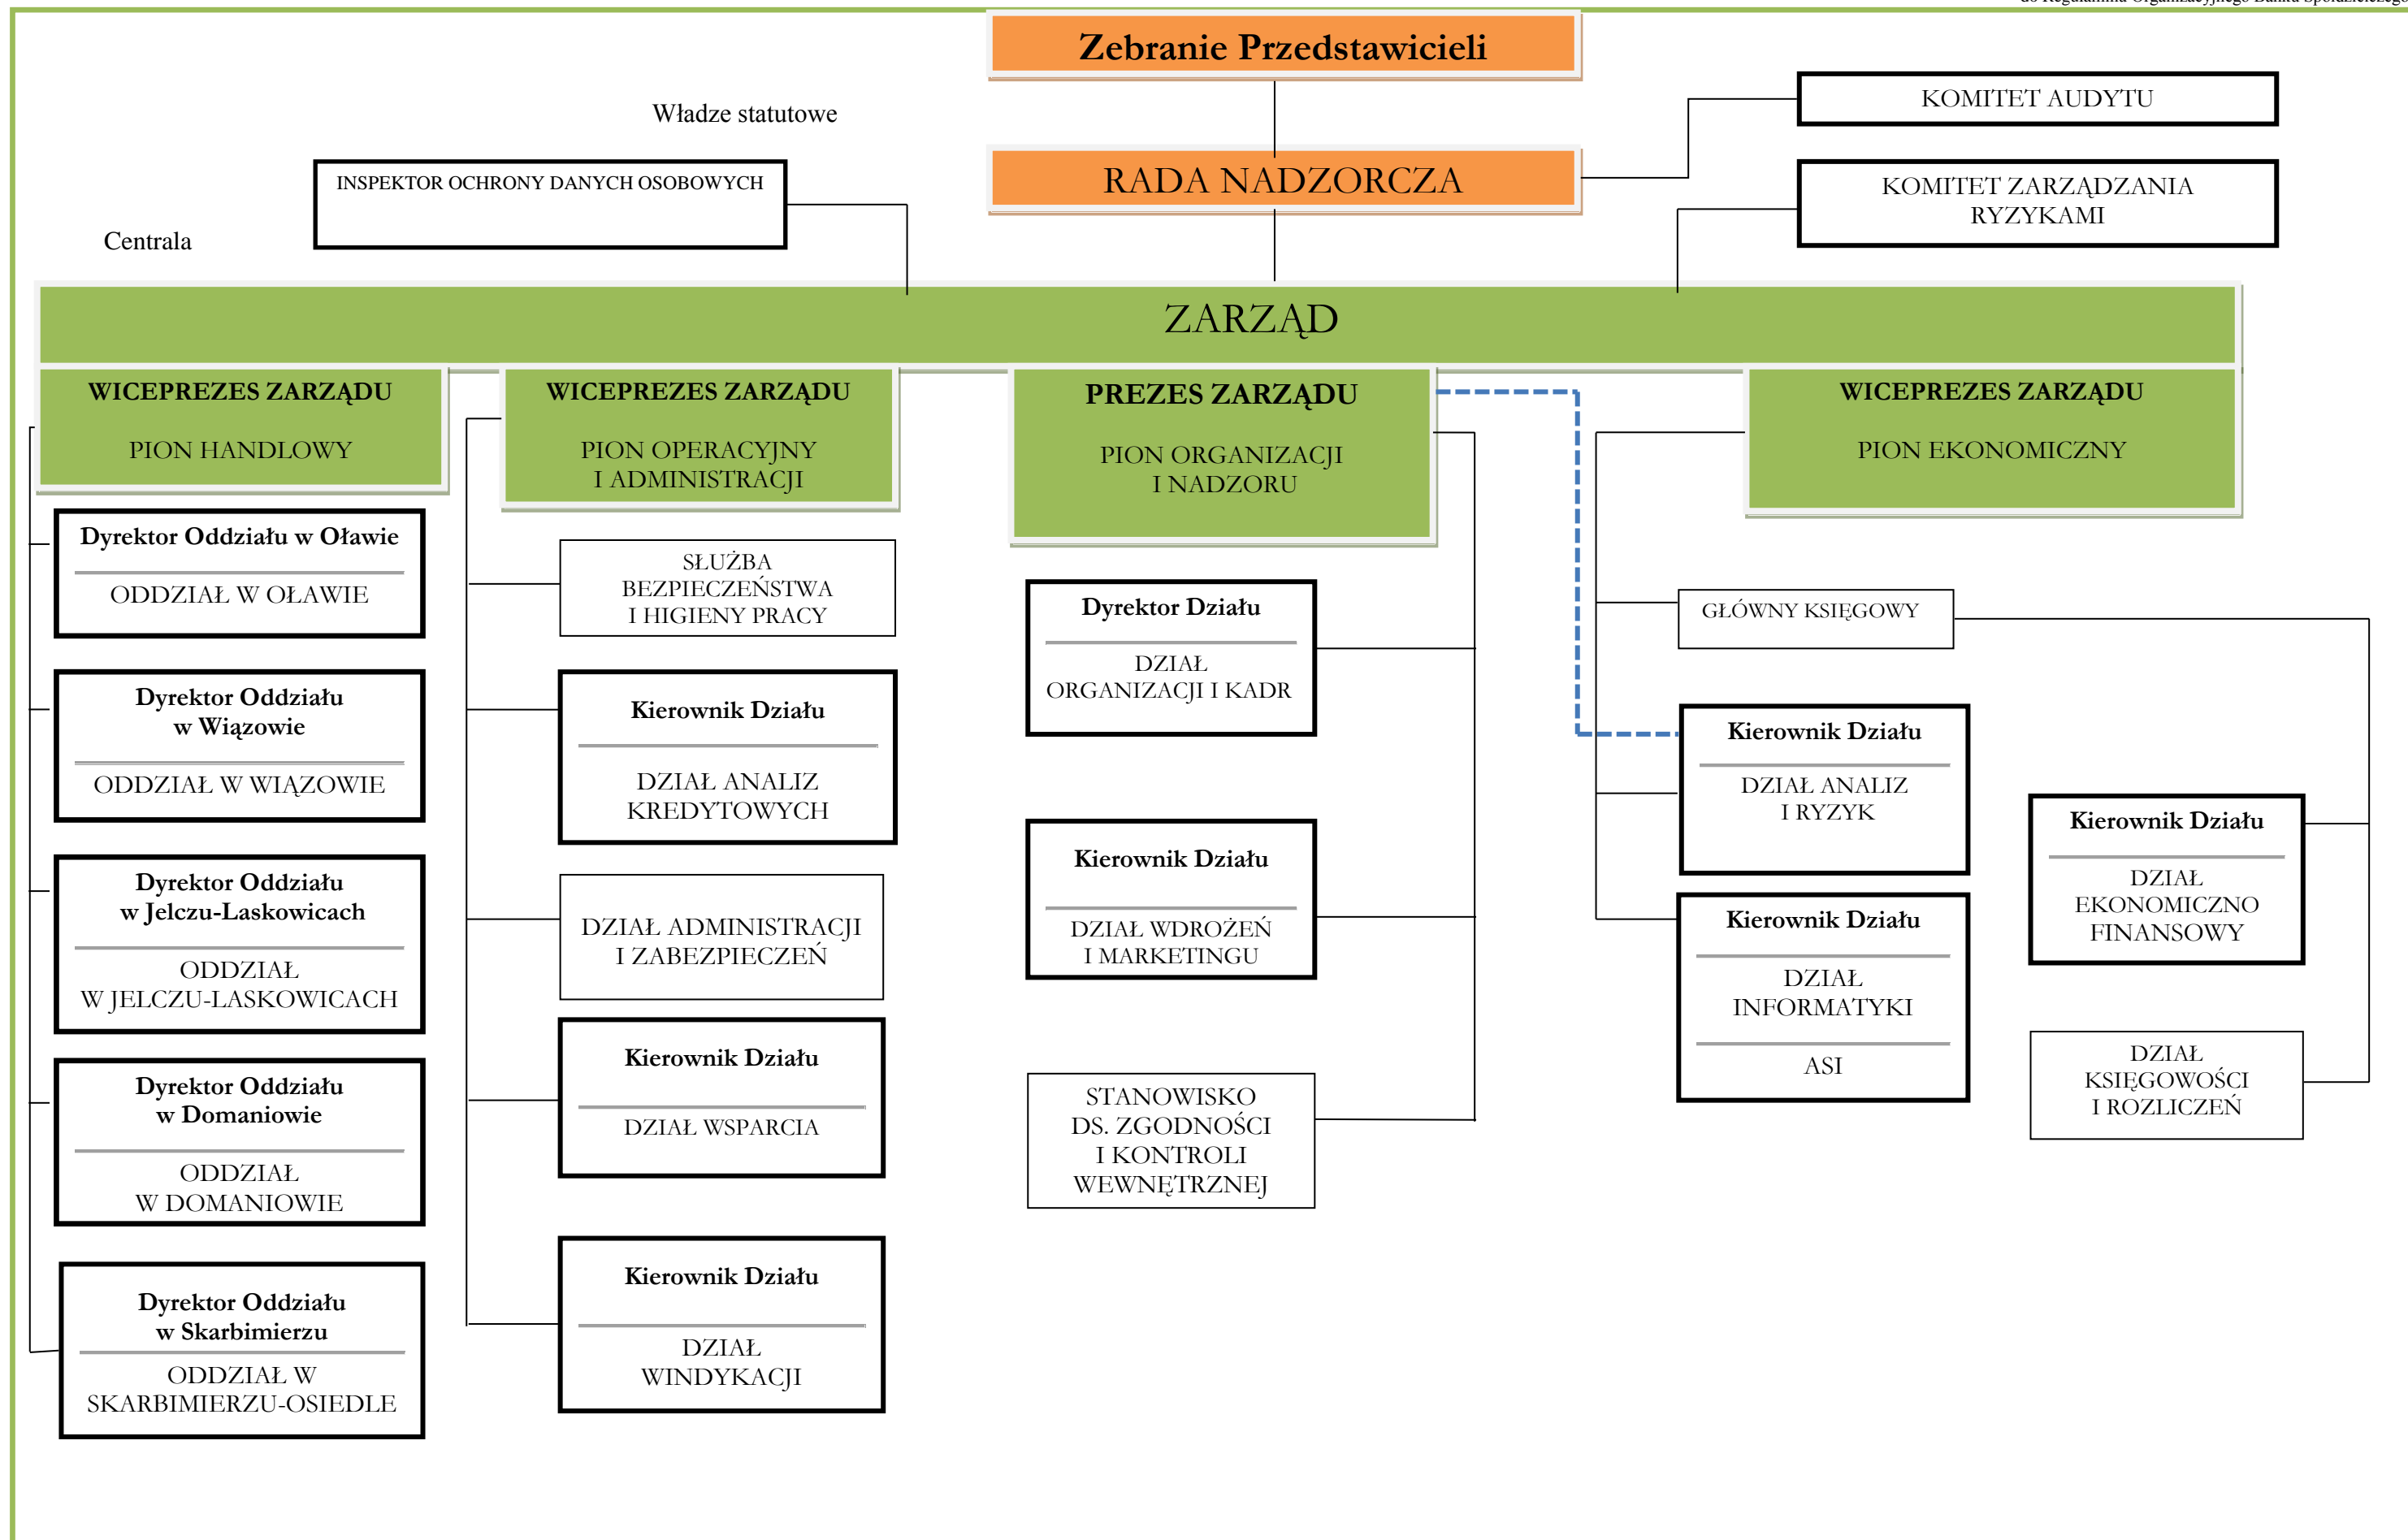 do Regulaminu Organizacyjnego Banku Spółdzielczego
Zebranie Przedstawicieli
Władze statutowe
KOMITET AUDYTU
RADA NADZORCZA
INSPEKTOR OCHRONY DANYCH OSOBOWYCH
KOMITET ZARZĄDZANIA
RYZYKAMI
Centrala
ZARZĄD
WICEPREZES ZARZĄDU
PION HANDLOWY
WICEPREZES ZARZĄDU
PION OPERACYJNY
I ADMINISTRACJI
PREZES ZARZĄDU
PION ORGANIZACJI
I NADZORU
WICEPREZES ZARZĄDU
PION EKONOMICZNY
Dyrektor Oddziału w Oławie
ODDZIAŁ W OŁAWIE
Dyrektor Oddziału
w Wiązowie
ODDZIAŁ W WIĄZOWIE
Dyrektor Oddziału
w Jelczu-Laskowicach
ODDZIAŁ
W JELCZU-LASKOWICACH
Dyrektor Oddziału
w Domaniowie
ODDZIAŁ
W DOMANIOWIE
Dyrektor Oddziału
w Skarbimierzu
ODDZIAŁ W
SKARBIMIERZU-OSIEDLE
SŁUŻBA
BEZPIECZEŃSTWA
I HIGIENY PRACY
Kierownik Działu
DZIAŁ ANALIZ
KREDYTOWYCH
DZIAŁ ADMINISTRACJI
I ZABEZPIECZEŃ
Kierownik Działu
DZIAŁ WSPARCIA
Kierownik Działu
DZIAŁ
WINDYKACJI
Dyrektor Działu
DZIAŁ
ORGANIZACJI I KADR
Kierownik Działu
DZIAŁ WDROŻEŃ
I MARKETINGU
STANOWISKO
DS. ZGODNOŚCI
I KONTROLI
WEWNĘTRZNEJ
GŁÓWNY KSIĘGOWY
Kierownik Działu
DZIAŁ ANALIZ
I RYZYK
Kierownik Działu
DZIAŁ
INFORMATYKI
ASI
Kierownik Działu
DZIAŁ
EKONOMICZNO
FINANSOWY
DZIAŁ
KSIĘGOWOŚCI
I ROZLICZEŃ